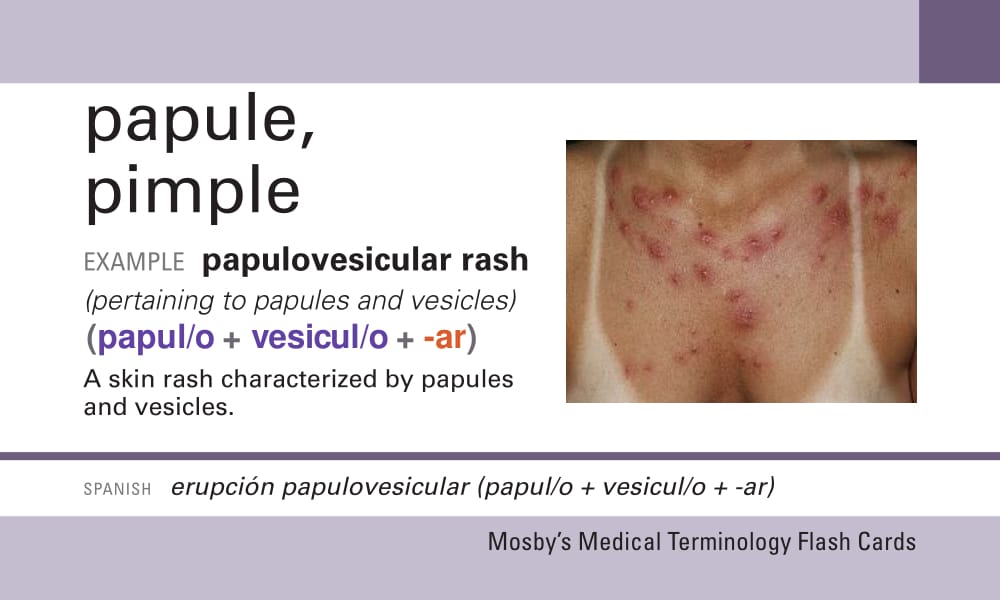 papule,
pimple
EXAMPLE papulovesicular rash
(pertaining to papules and vesicles)
(papul/o + vesicul/o + -ar)
A skin rash characterized by papules
and vesicles.
SPANISH erupción papulovesicular (papul/o + vesicul/o + -ar)
Mosby's Medical Terminology Flash Cards